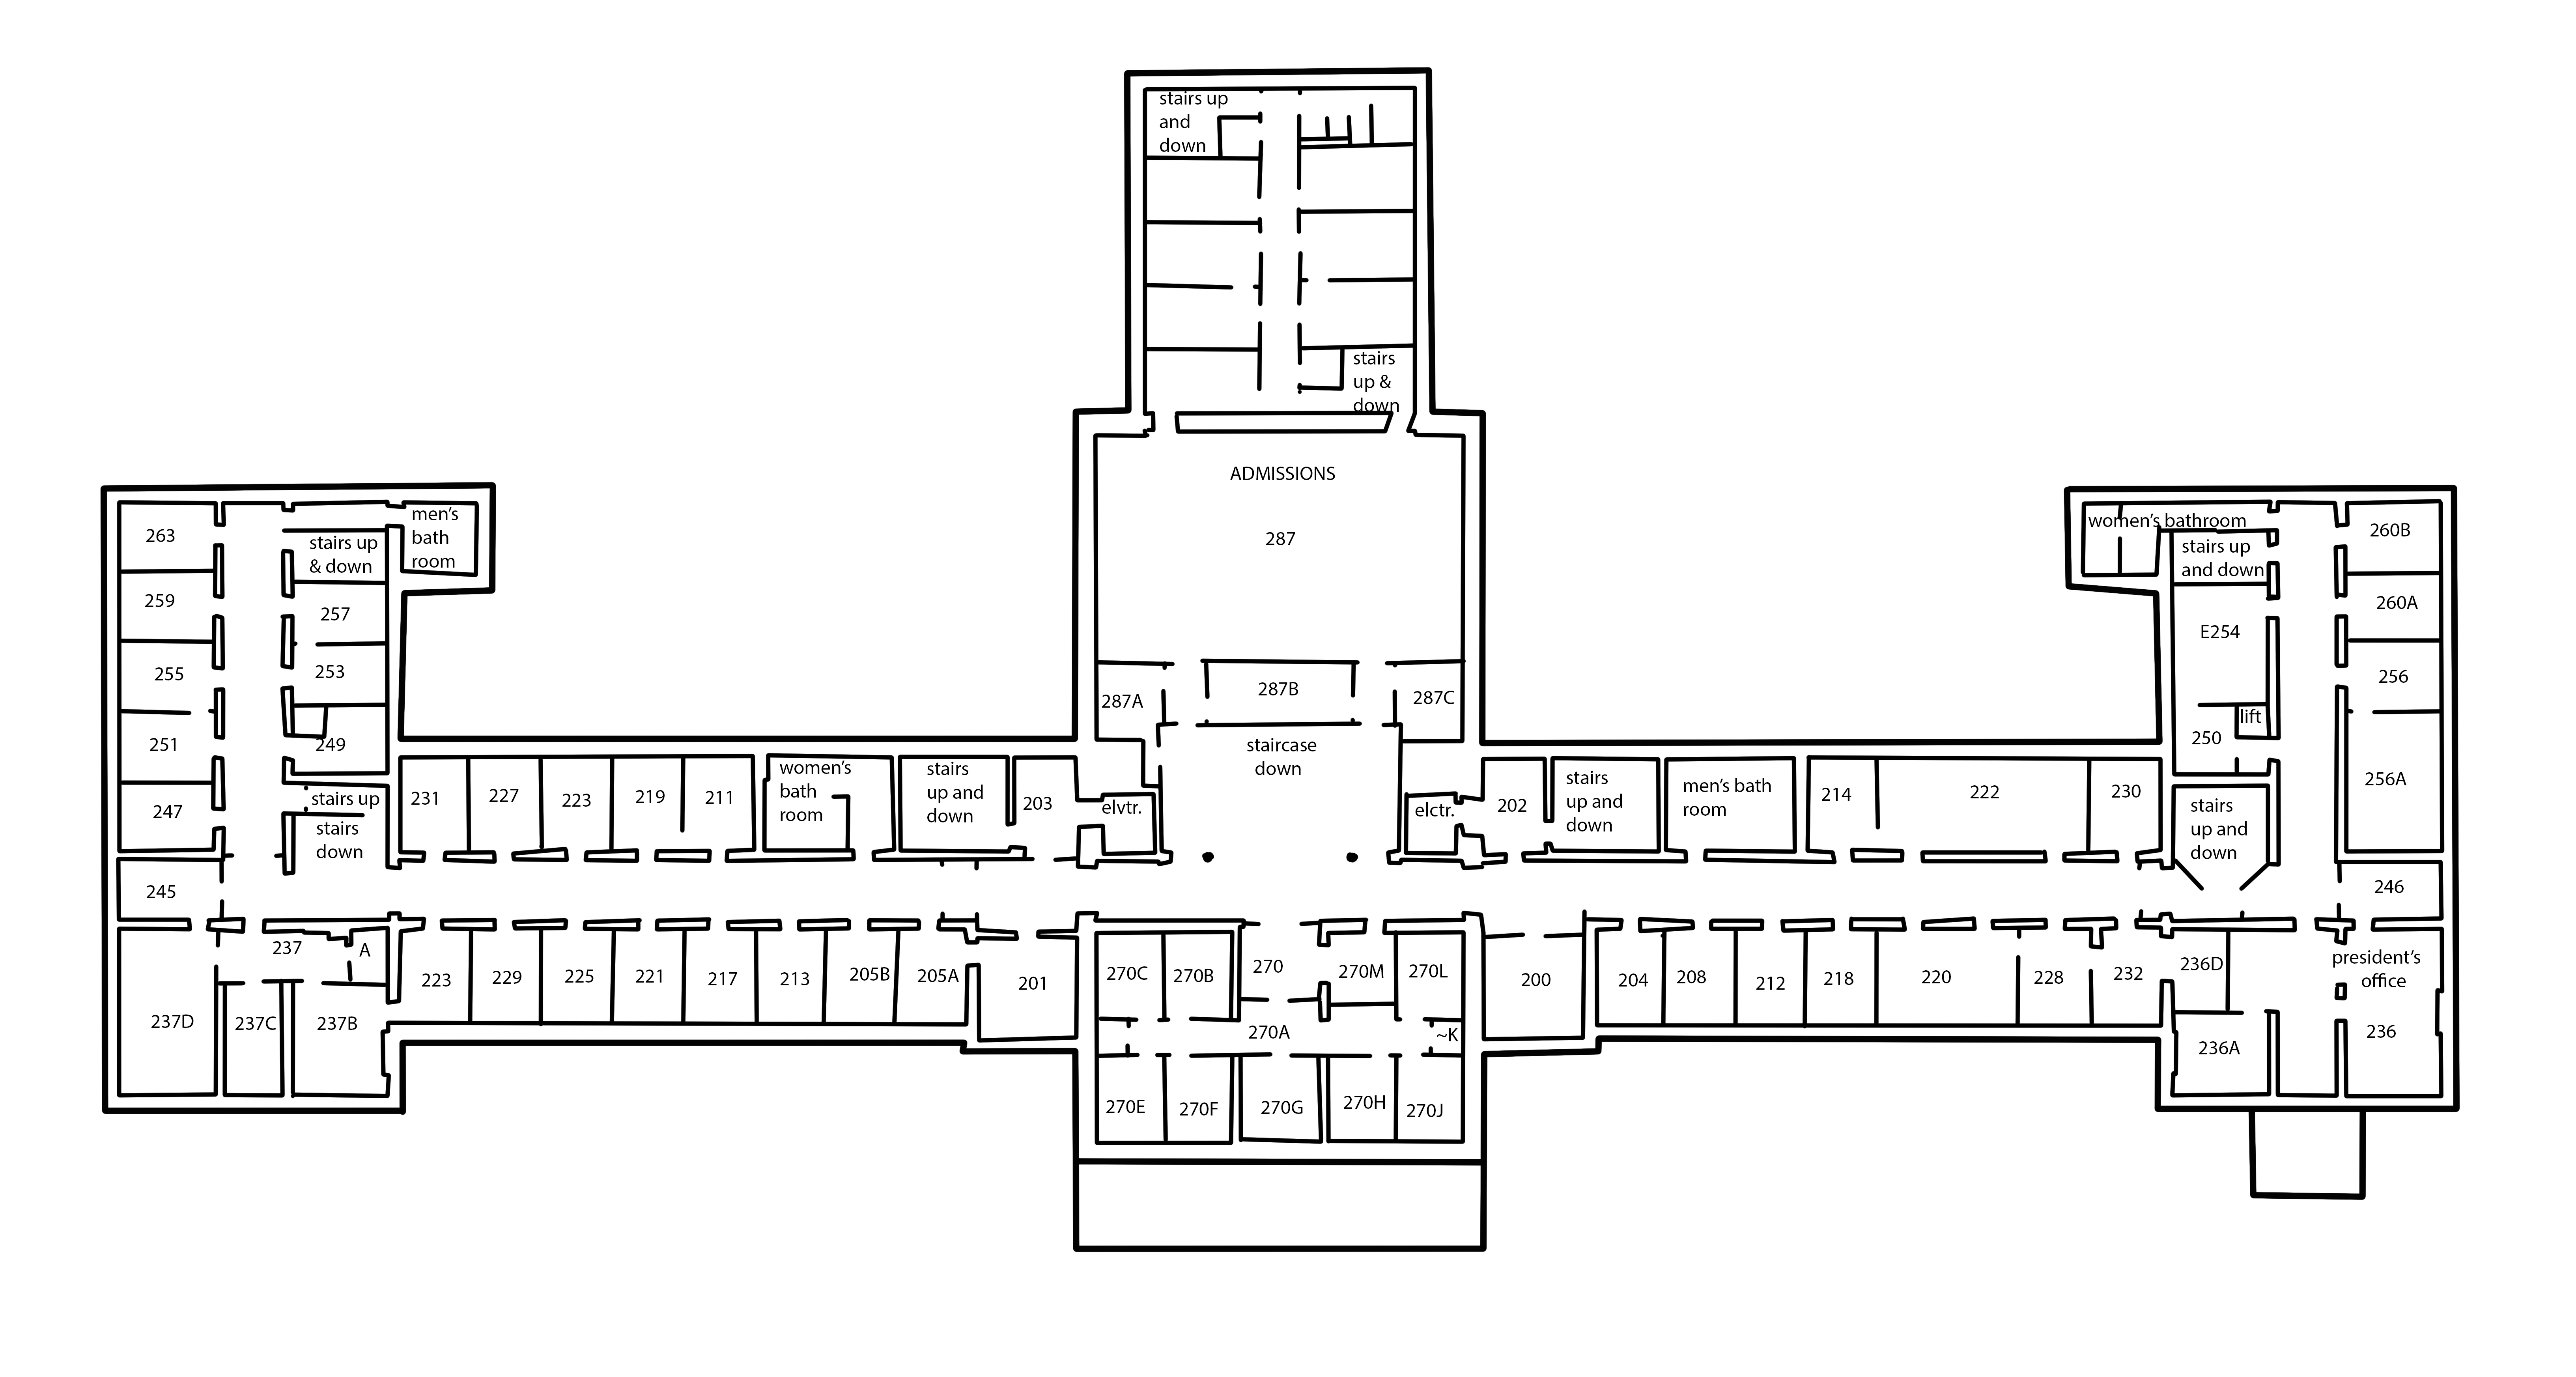 stairs up
and
down
stairs
up &
down
ADMISSIONS
287
287A
287B
287C
staircase
down
263
259
255
251
247
245
men's
bath
room
stairs up
& down
257
253
249
stairs up
stairs
down
231
227
223
219
211
women's
bath
room
stairs
up and
down
203
elvtr.
elctr.
202
stairs
up and
down
men's bath
room
214
222
230
women's bathroom
stairs up
and down
E254
lift
250
stairs
up and
down
260B
260A
256
256A
246
237
A
237D
237C
237B
223
229
225
221
217
213
205B
205A
201
270C
270B
270
270M
270L
270A
~K
270E
270F
270G
270H
270J
200
204
208
212
218
220
228
232
236D
236A
president's
office
236